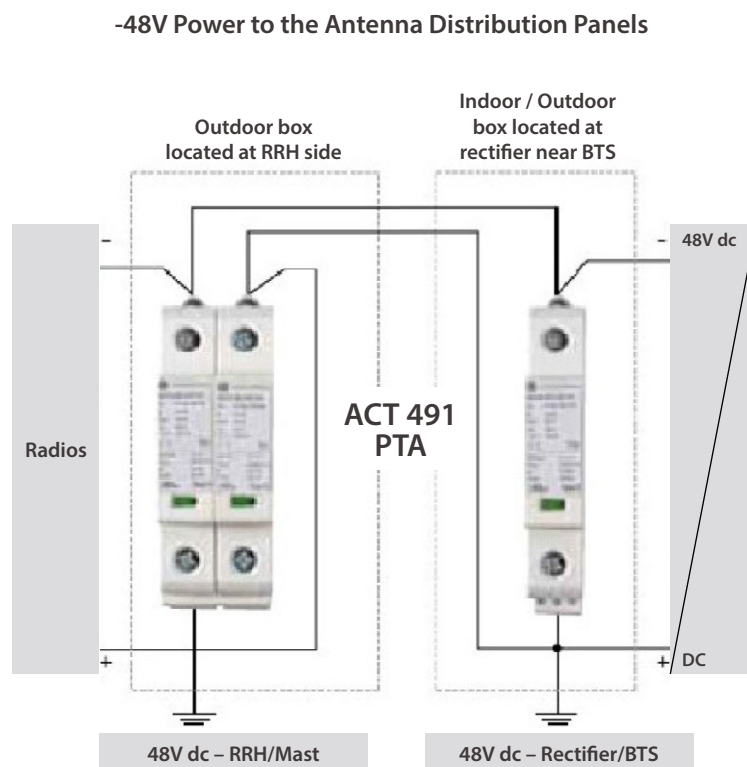 -48V Power to the Antenna Distribution Panels
Outdoor box
located at RRH side
Indoor / Outdoor
box located at
rectifier near BTS
-
-
48V dc
Radios
ACT 491
PTA
+
+
DC
48V dc – RRH/Mast
48V dc – Rectifier/BTS